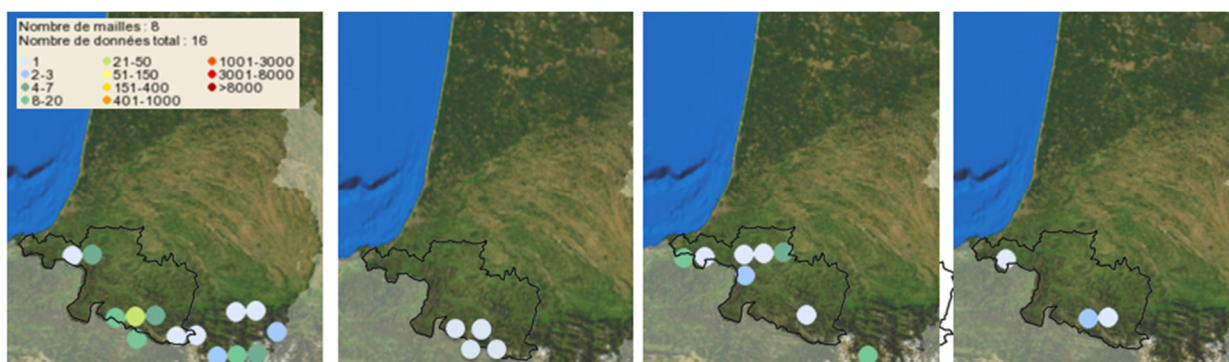 Nombre de mailles : 8
Nombre de données total : 16
1 21-50 1001-3000
2-3 51-150 3001-8000
4-7 151-400 >8000
8-20 401-1000